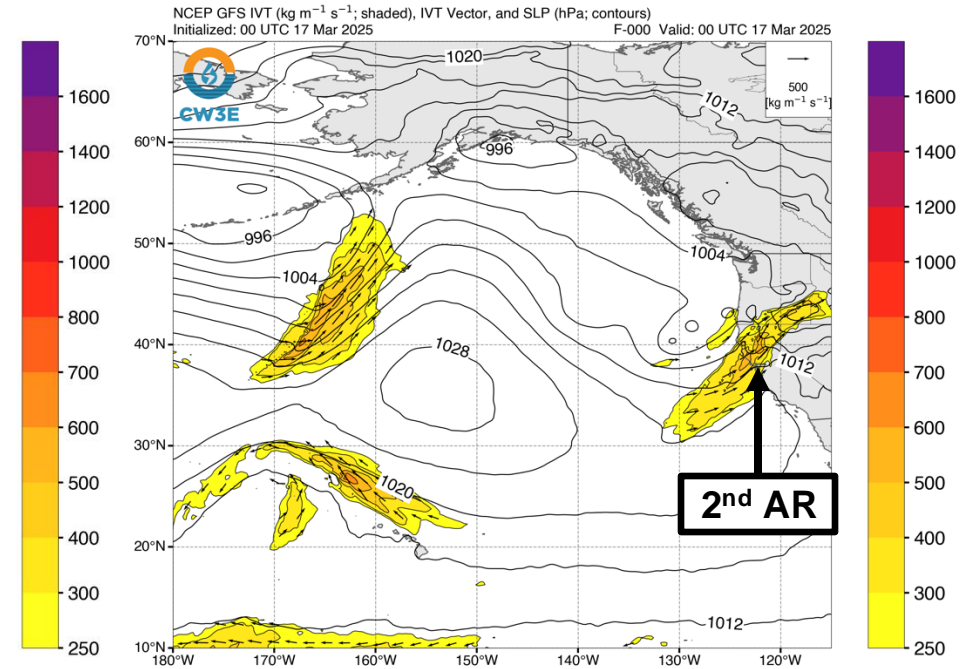 NCEP GFS IVT (kg m⁻¹ s⁻¹; shaded), IVT Vector, and SLP (hPa; contours)
Initialized: 00 UTC 17 Mar 2025
F-000 Valid: 00 UTC 17 Mar 2025
CW3E
500
[kg m⁻¹ s⁻¹]
1600
1400
1200
1000
800
700
600
500
400
300
250
70°N
60°N
50°N
40°N
30°N
20°N
10°N
1020
1012
996
996
1004
1004
1028
1012
1020
1012
2nd AR
180°W
170°W
160°W
150°W
140°W
130°W
120°W
1600
1400
1200
1000
800
700
600
500
400
300
250